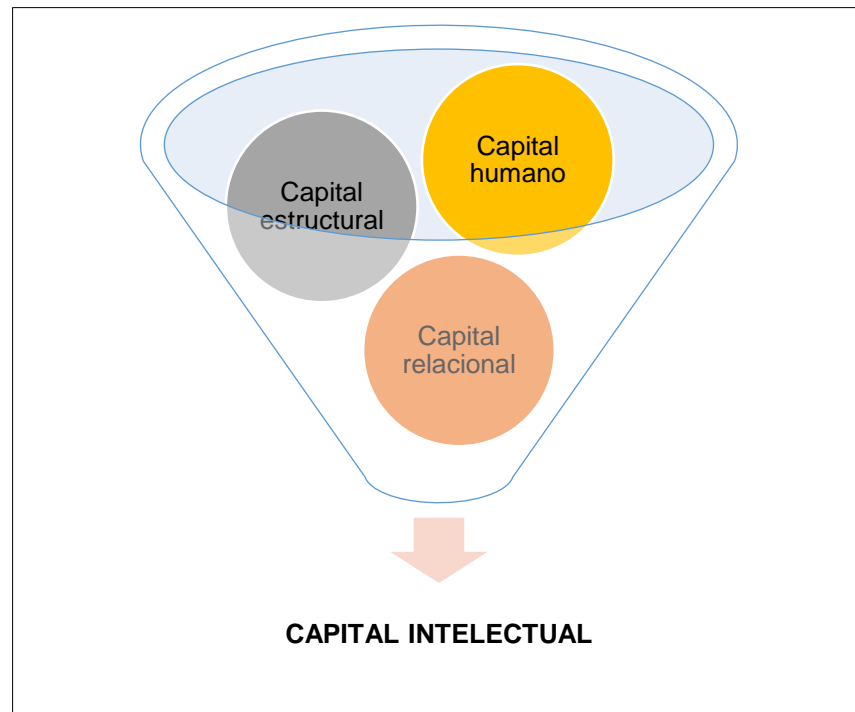 Capital
humano
Capital
estructural
Capital
relacional
CAPITAL INTELECTUAL